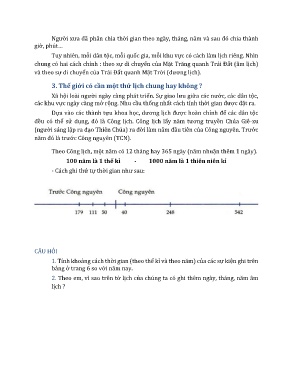 Người xưa đã phân chia thời gian theo ngày, tháng, năm và sau đó chia thành
giờ, phút...
Tuy nhiên, mỗi dân tộc, mỗi quốc gia, mỗi khu vực có cách làm lịch riêng. Nhìn
chung có hai cách chính : theo sự di chuyển của Mặt Trăng quanh Trái Đất (âm lịch)
và theo sự di chuyển của Trái Đất quanh Mặt Trời (dương lịch).
3. Thế giới có cần một thứ lịch chung hay không ?
Xã hội loài người ngày càng phát triển. Sự giao lưu giữa các nước, các dân tộc,
các khu vực ngày càng mở rộng. Nhu cầu thống nhất cách tính thời gian được đặt ra.
Dựa vào các thành tựu khoa học, dương lịch được hoàn chỉnh để các dân tộc
đều có thể sử dụng, đó là Công lịch. Công lịch lấy năm tương truyền Chúa Giê-xu
(người sáng lập ra đạo Thiên Chúa) ra đời làm năm đầu tiên của Công nguyên. Trước
năm đó là trước Công nguyên (TCN).
Theo Công lịch, một năm có 12 tháng hay 365 ngày (năm nhuận thêm 1 ngày).
100 năm là 1 thế kỉ - 1000 năm là 1 thiên niên kỉ
- Cách ghi thứ tự thời gian như sau:
Trước Công nguyên Công nguyên
179 111 50 40 248 542
CÂU HỎI
1. Tính khoảng cách thời gian (theo thế kỉ và theo năm) của các sự kiện ghi trên
bảng ở trang 6 so với năm nay.
2. Theo em, vì sao trên tờ lịch của chúng ta có ghi thêm ngày, tháng, năm âm
lịch ?